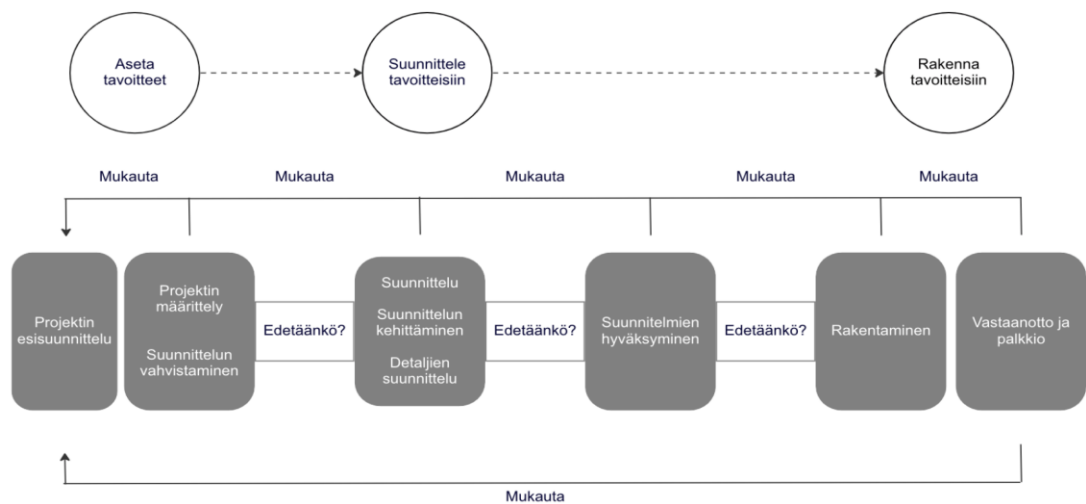 Aseta
tavoitteet
Suunnittele
tavoitteisiin
Rakenna
tavoitteisiin
Mukauta
Mukauta
Mukauta
Mukauta
Mukauta
Projektin
esisuunnittelu
Projektin
määrittely
Suunnittelun
vahvistaminen
Edetäänkö?
Suunnittelu
Suunnittelun
kehittäminen
Detaljien
suunnittelu
Edetäänkö?
Suunnitelmien
hyväksyminen
Edetäänkö?
Rakentaminen
Vastaanotto ja
palkkio
Mukauta